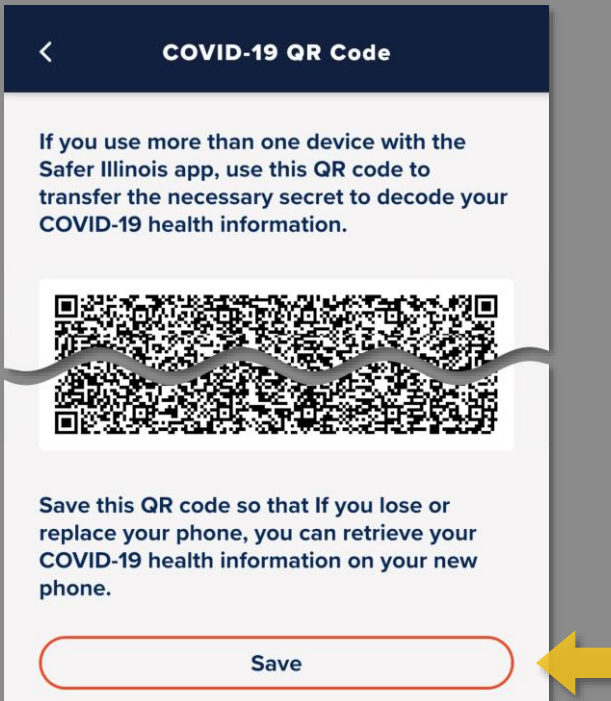 COVID-19 QR Code
If you use more than one device with the
Safer Illinois app, use this QR code to
transfer the necessary secret to decode your
COVID-19 health information.
Save this QR code so that If you lose or
replace your phone, you can retrieve your
COVID-19 health information on your new
phone.
Save